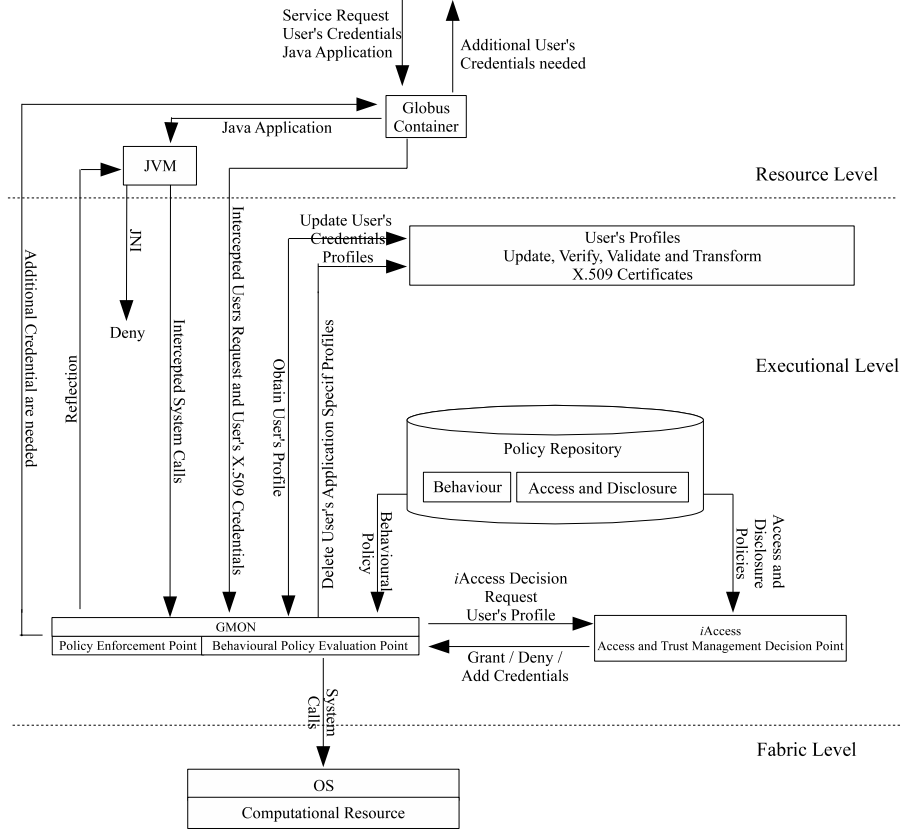 Service Request
User's Credentials
Java Application
Additional User's
Credentials needed
Globus
Container
Java Application
JVM
Resource Level
Update User's
Credentials
Profiles
User's Profiles
Update, Verify, Validate and Transform
X.509 Certificates
JNI
Deny
Additional Credential are needed
Reflection
Intercepted System
Calls
Intercepted Users Request and User's X.509 Credentials
Obtain User's Profile
Delete User's Application Specif Profiles
Executional Level
Policy Repository
Behaviour
Access and Disclosure
Behavioural
Policy
Access and
Disclosure
Policies
iAccess Decision
Request
User's Profile
GMON
Policy Enforcement Point
Behavioural Policy Evaluation Point
iAccess
Access and Trust Management Decision Point
Grant / Deny /
Add Credentials
System
Calls
Fabric Level
OS
Computational Resource